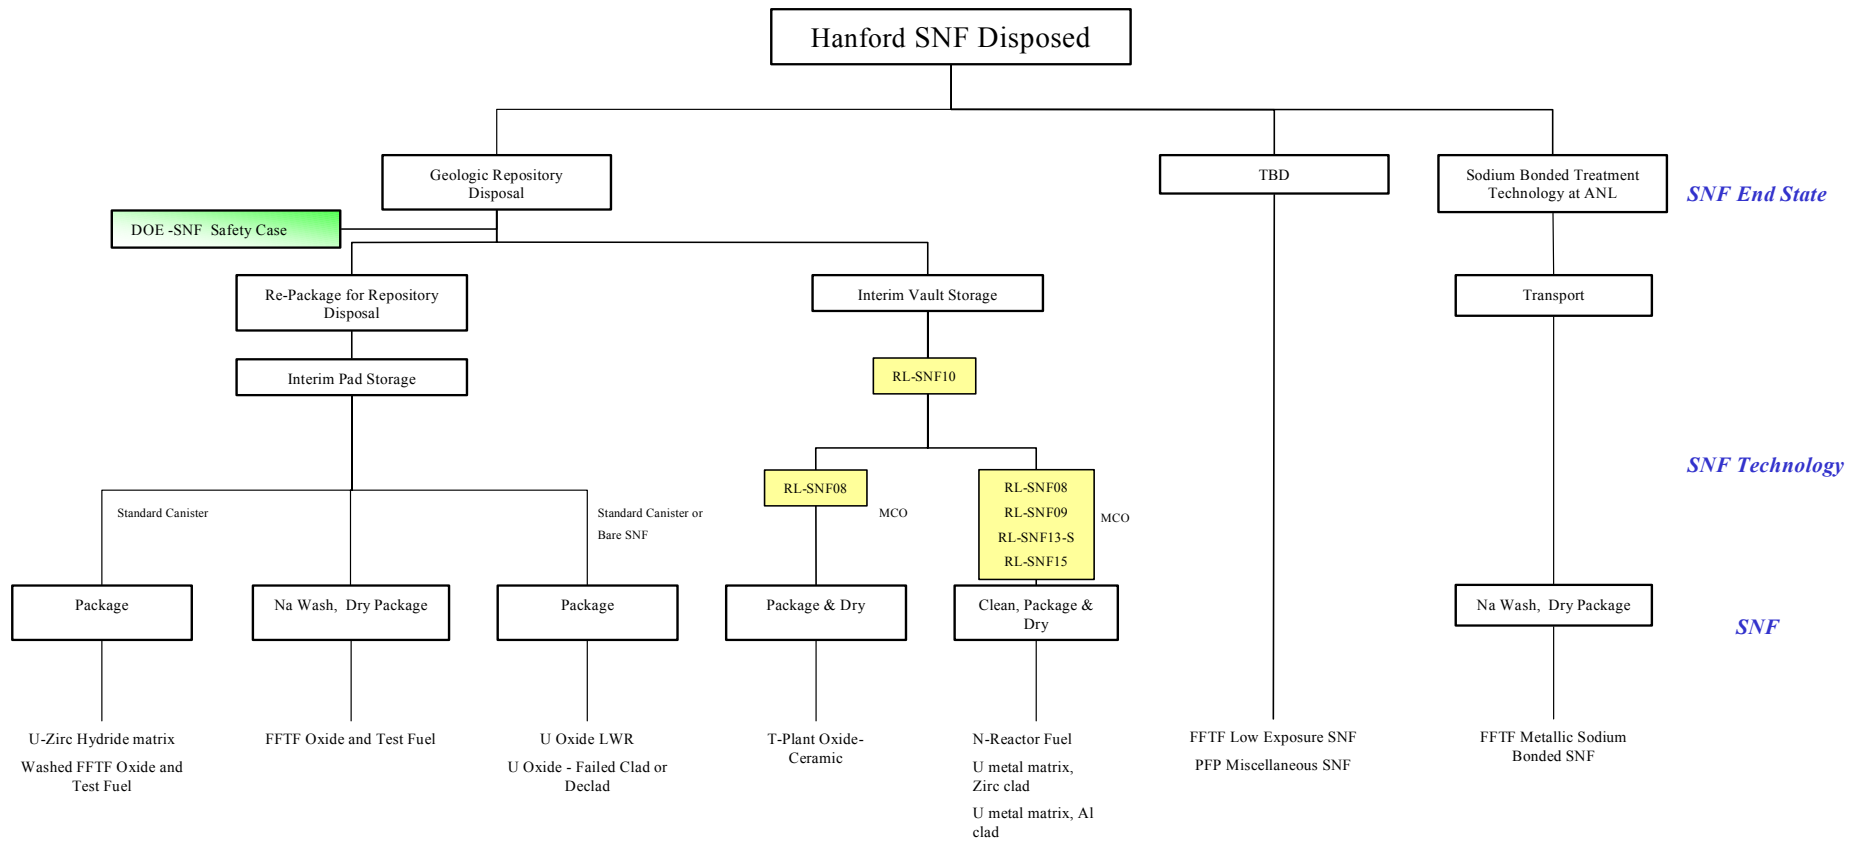 Hanford SNF Disposed
Geologic Repository
Disposal
TBD
Sodium Bonded Treatment
Technology at ANL
SNF End State
DOE -SNF  Safety Case
Re-Package for Repository
Disposal
Interim Vault Storage
Transport
Interim Pad Storage
RL-SNF10
SNF Technology
RL-SNF08
RL-SNF08
RL-SNF09
RL-SNF13-S
RL-SNF15
Standard Canister
Standard Canister or
Bare SNF
MCO
MCO
Package
Na Wash,  Dry Package
Package
Package & Dry
Clean, Package &
Dry
Na Wash,  Dry Package
SNF
U-Zirc Hydride matrix
Washed FFTF Oxide and
Test Fuel
FFTF Oxide and Test Fuel
U Oxide LWR
U Oxide - Failed Clad or
Declad
T-Plant Oxide-
Ceramic
N-Reactor Fuel
U metal matrix,
Zirc clad
U metal matrix, Al
clad
FFTF Low Exposure SNF
PFP Miscellaneous SNF
FFTF Metallic Sodium
Bonded SNF